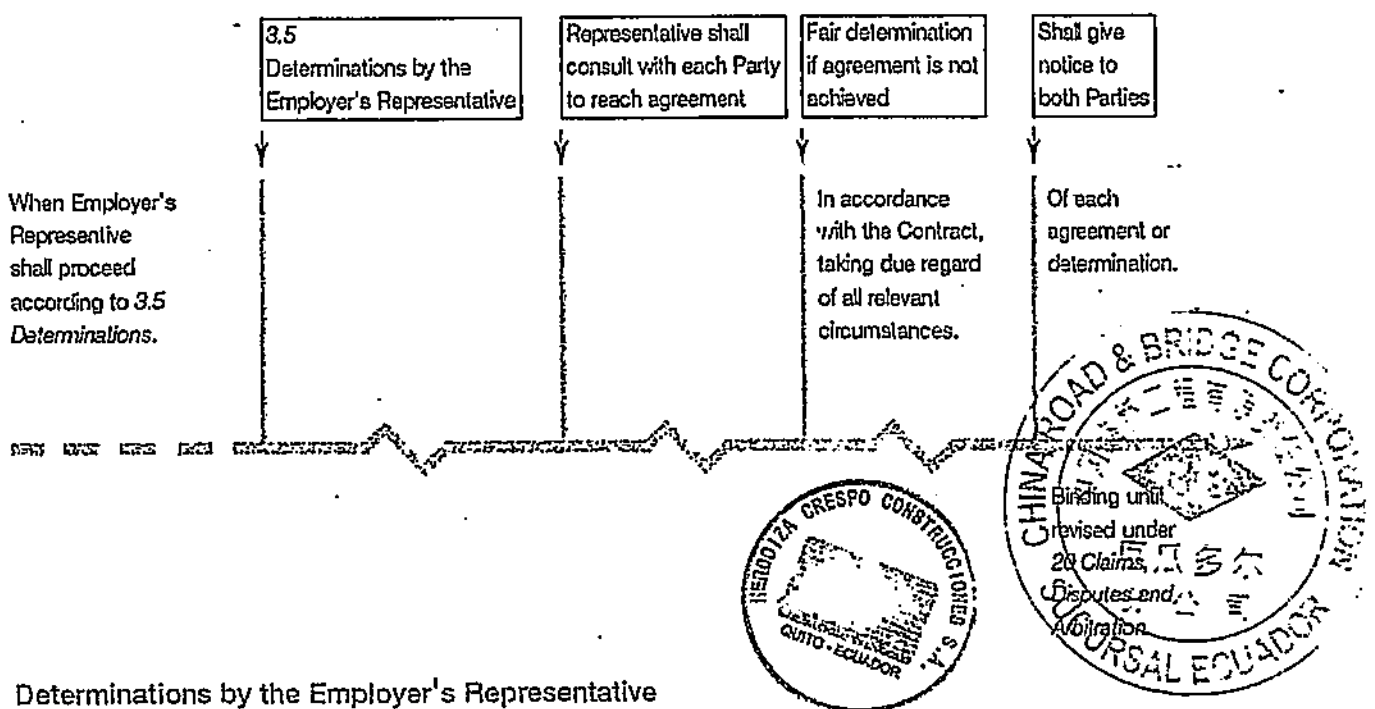 3.5
Determinations by the
Employer's Representative
Representative shall
consult with each Party
to reach agreement
Fair determination
if agreement is not
achieved
Shall give
notice to
both Parties
When Employer's
Representive
shall proceed
according to 3.5
Determinations.
In accordance
with the Contract,
taking due regard
of all relevant
circumstances.
Of each
agreement or
determination.
Binding until
revised under
20 Claims,
Disputes and
Arbitration
CHINA ROAD & BRIDGE CORPORATION
SUCURSAL ECUADOR
HERDOIZA CRESPO CONSTRUCCIONES S.A.
QUITO - ECUADOR
Determinations by the Employer's Representative